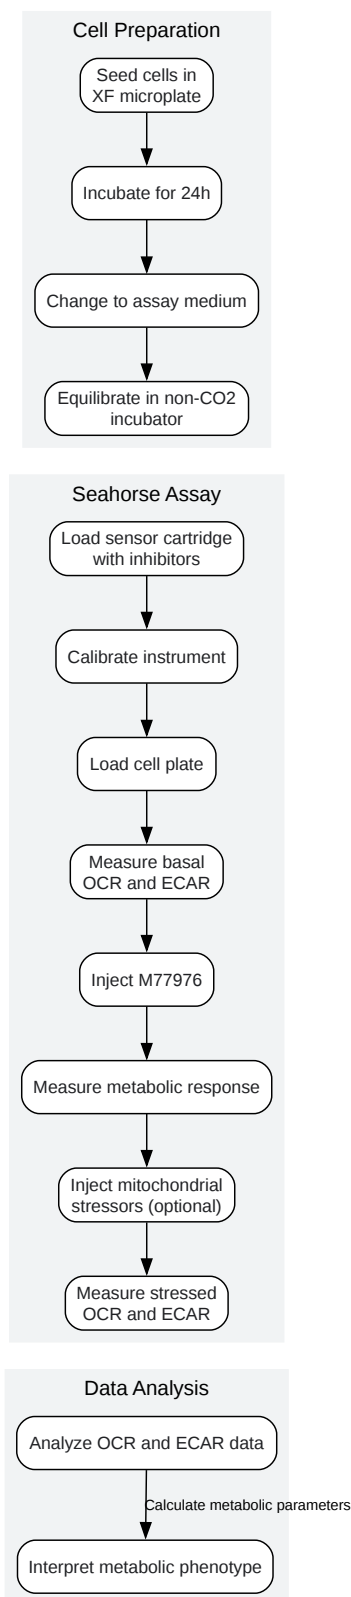 Cell Preparation
Seed cells in
XF microplate
Incubate for 24h
Change to assay medium
Equilibrate in non-CO2
incubator
Seahorse Assay
Load sensor cartridge
with inhibitors
Calibrate instrument
Load cell plate
Measure basal
OCR and ECAR
Inject M77976
Measure metabolic response
Inject mitochondrial
stressors (optional)
Measure stressed
OCR and ECAR
Data Analysis
Analyze OCR and ECAR data
Calculate metabolic parameters
Interpret metabolic phenotype